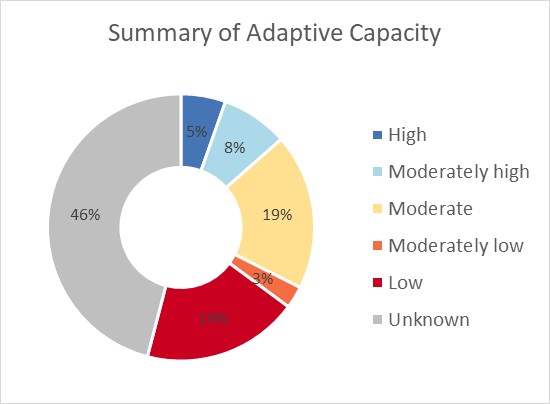 Summary of Adaptive Capacity
5%
8%
19%
3%
19%
46%
High
Moderately high
Moderate
Moderately low
Low
Unknown